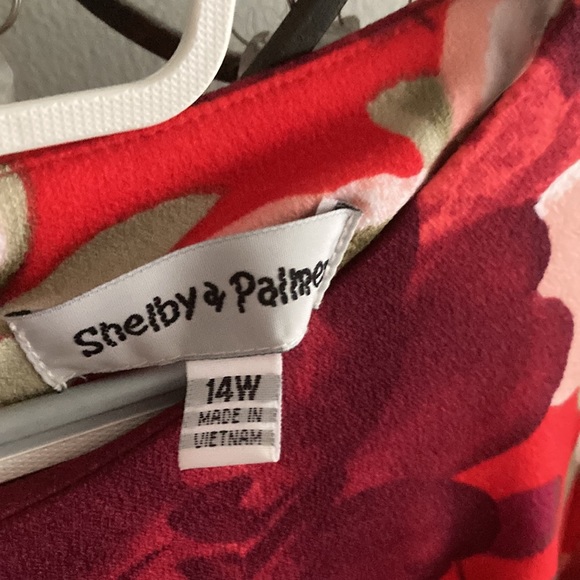 Shelby & Palmer
14W
MADE IN
VIETNAM